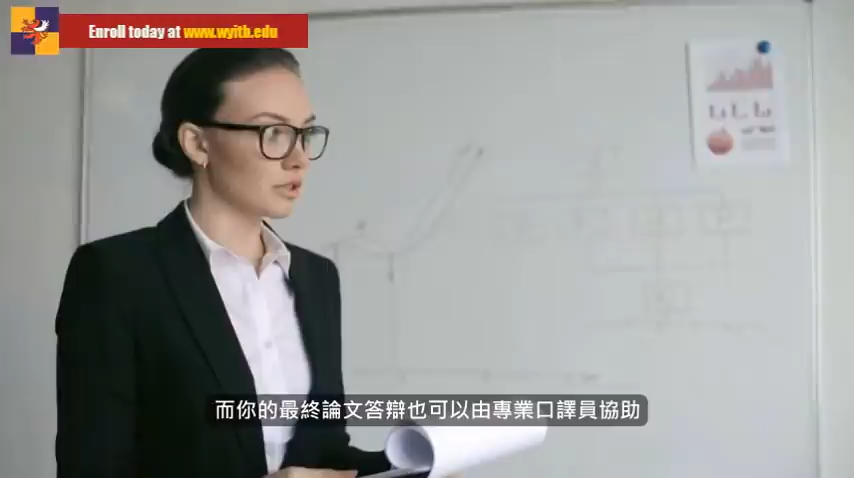 Enroll today at www.wyitb.edu
而你的最終論文答辯也可以由專業口譯員協助